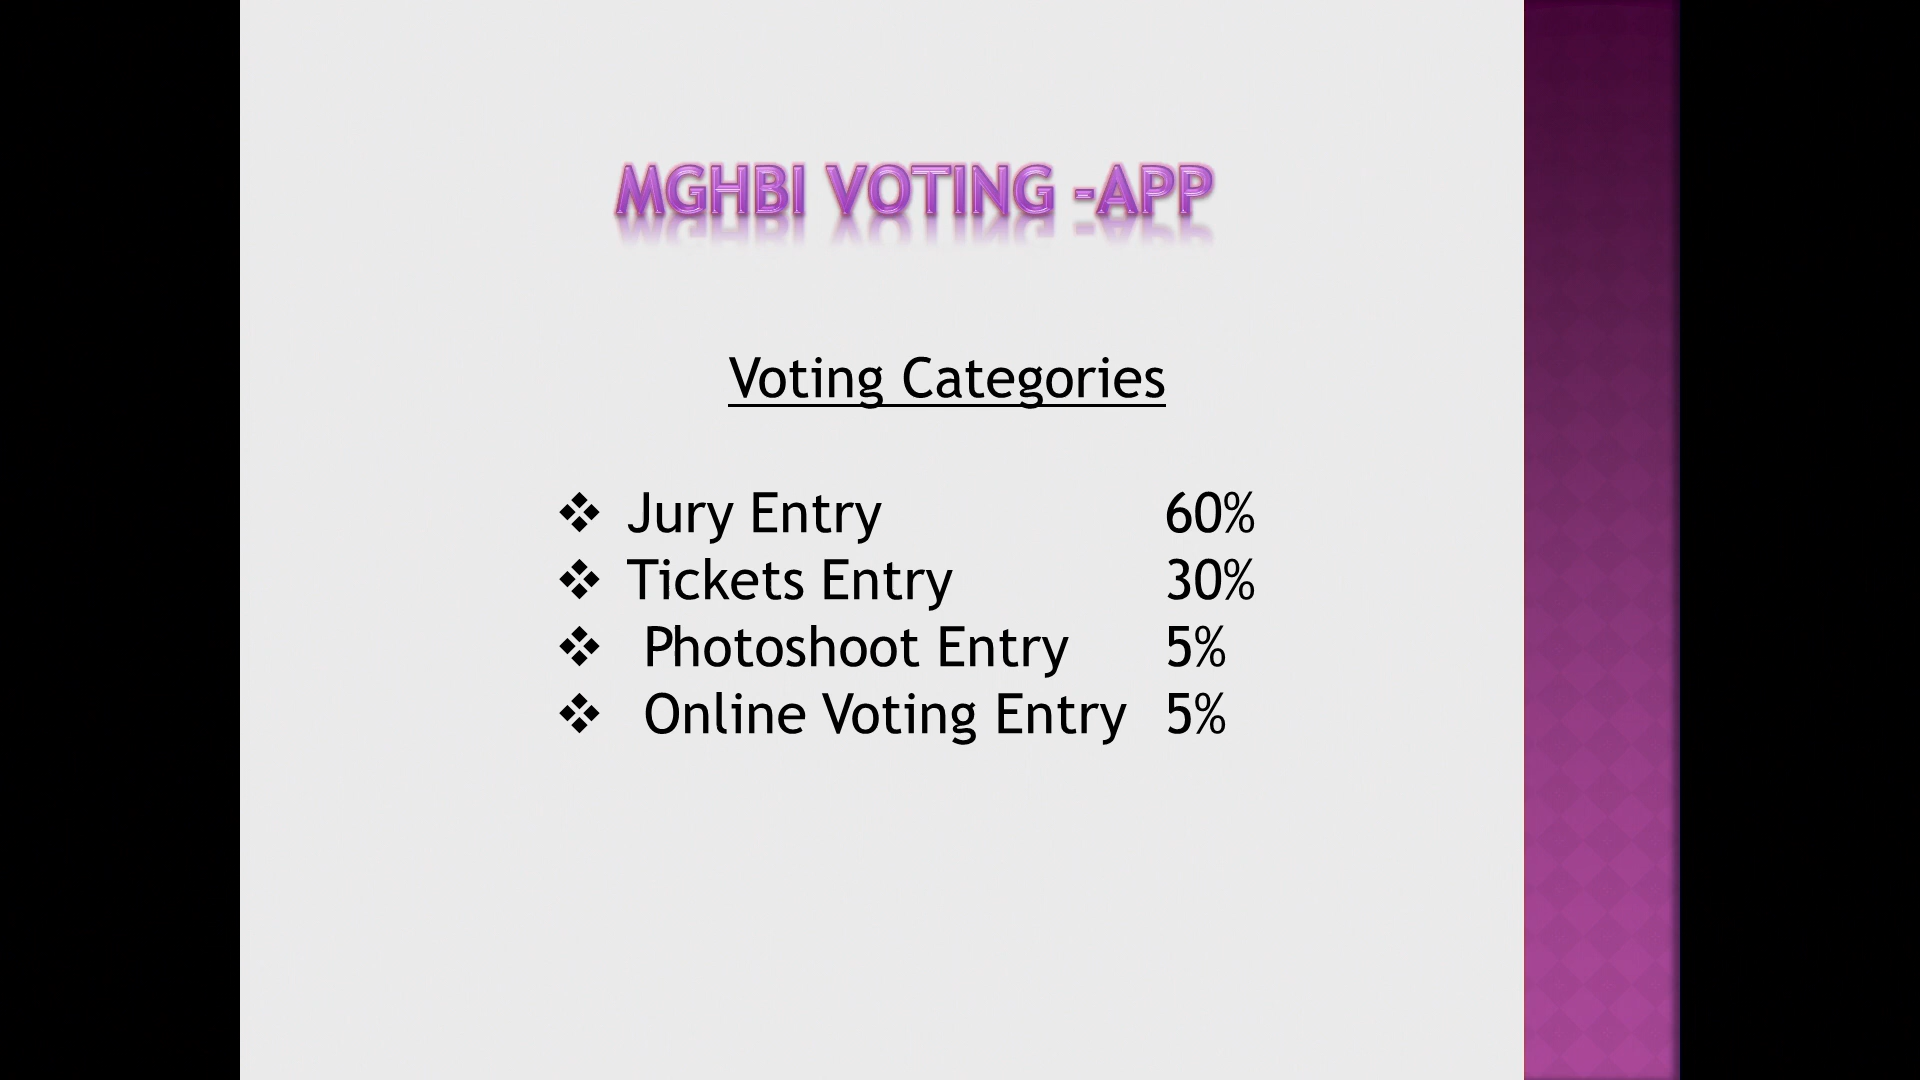 MGHBI VOTING -APP
Voting Categories
❖ Jury Entry 60%
❖ Tickets Entry 30%
❖ Photoshoot Entry 5%
❖ Online Voting Entry 5%